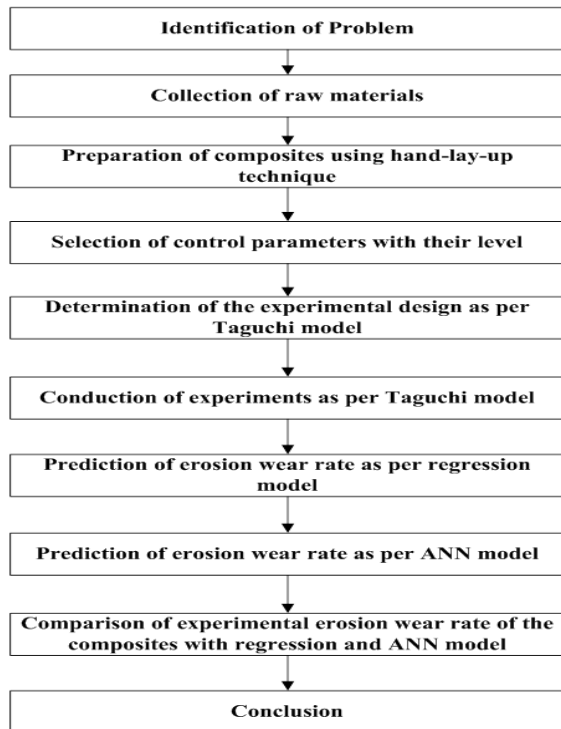 Identification of Problem
Collection of raw materials
Preparation of composites using hand-lay-up
technique
Selection of control parameters with their level
Determination of the experimental design as per
Taguchi model
Conduction of experiments as per Taguchi model
Prediction of erosion wear rate as per regression
model
Prediction of erosion wear rate as per ANN model
Comparison of experimental erosion wear rate of the
composites with regression and ANN model
Conclusion